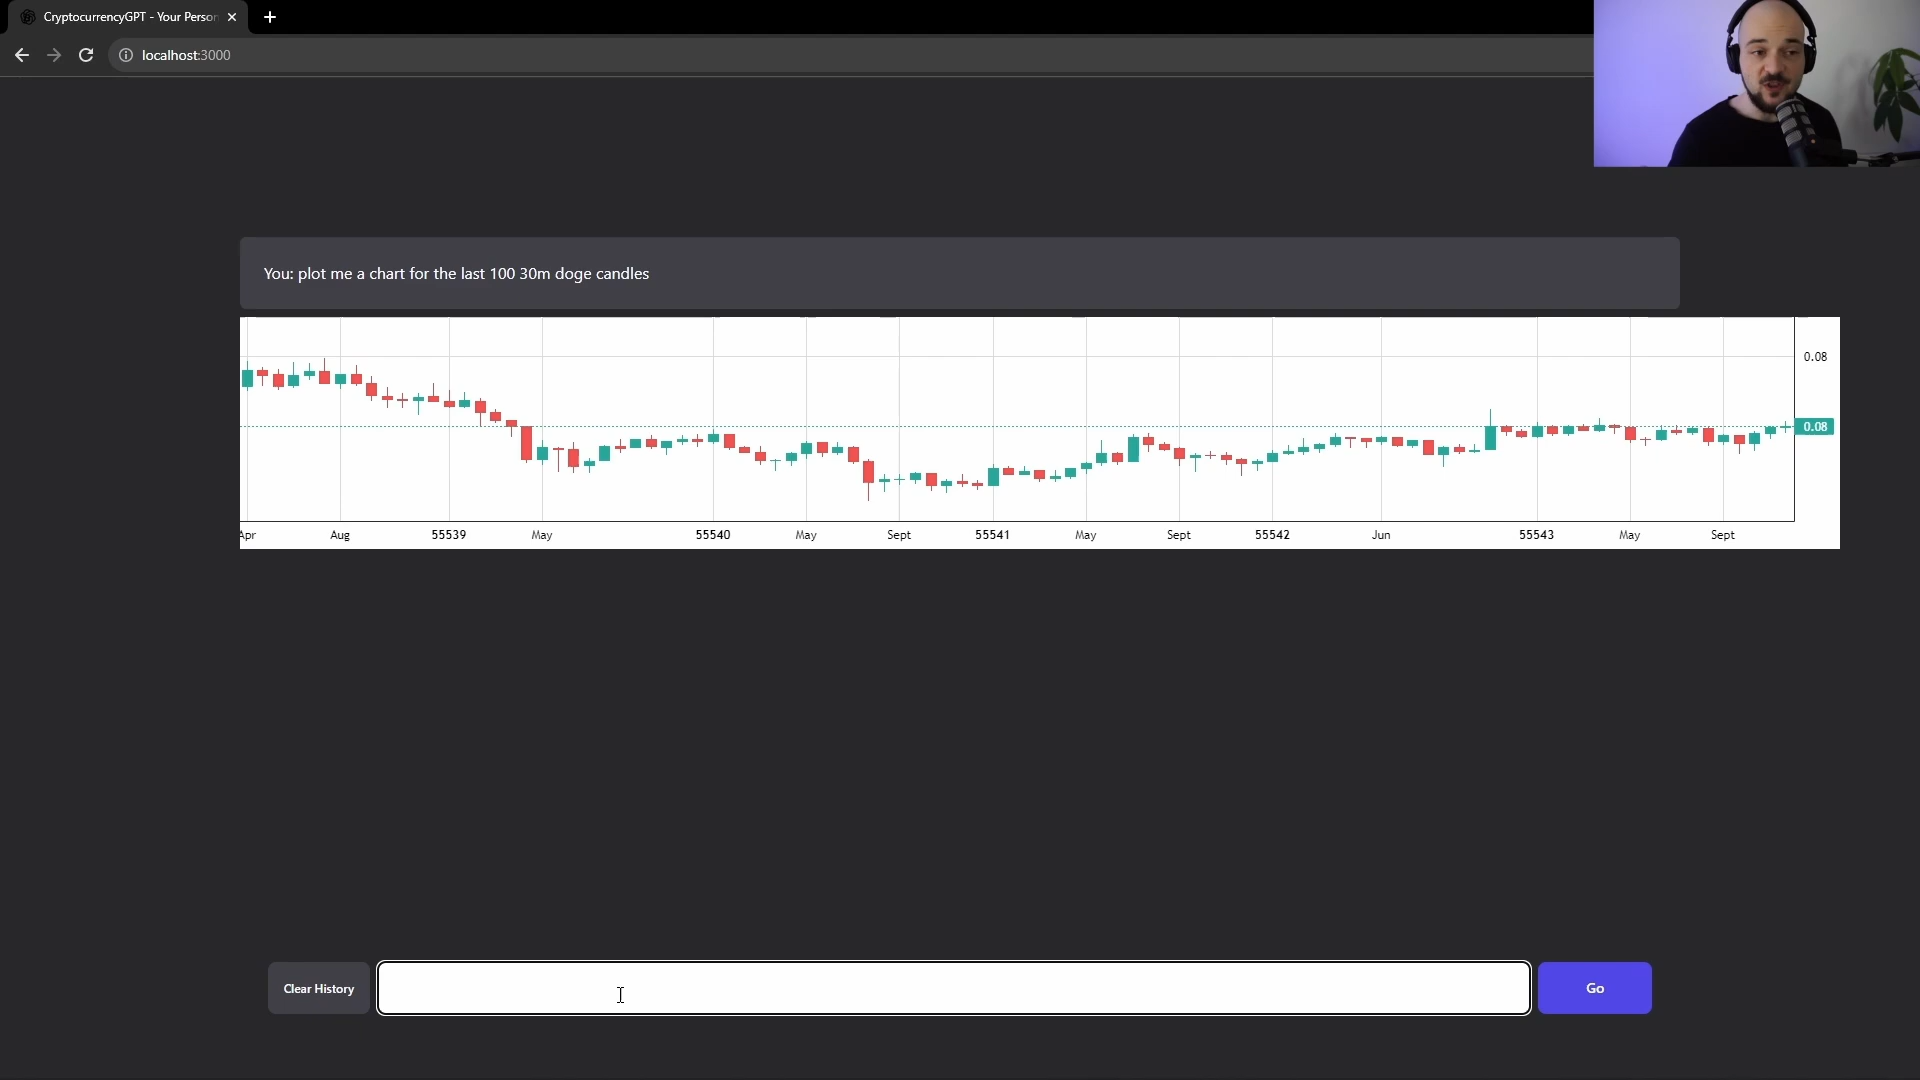 CryptocurrencyGPT - Your Person
localhost:3000
You: plot me a chart for the last 100 30m doge candles
0.08
0.08
Apr Aug 55539 May 55540 May Sept 55541 May Sept 55542 Jun 55543 May Sept
Clear History
Go